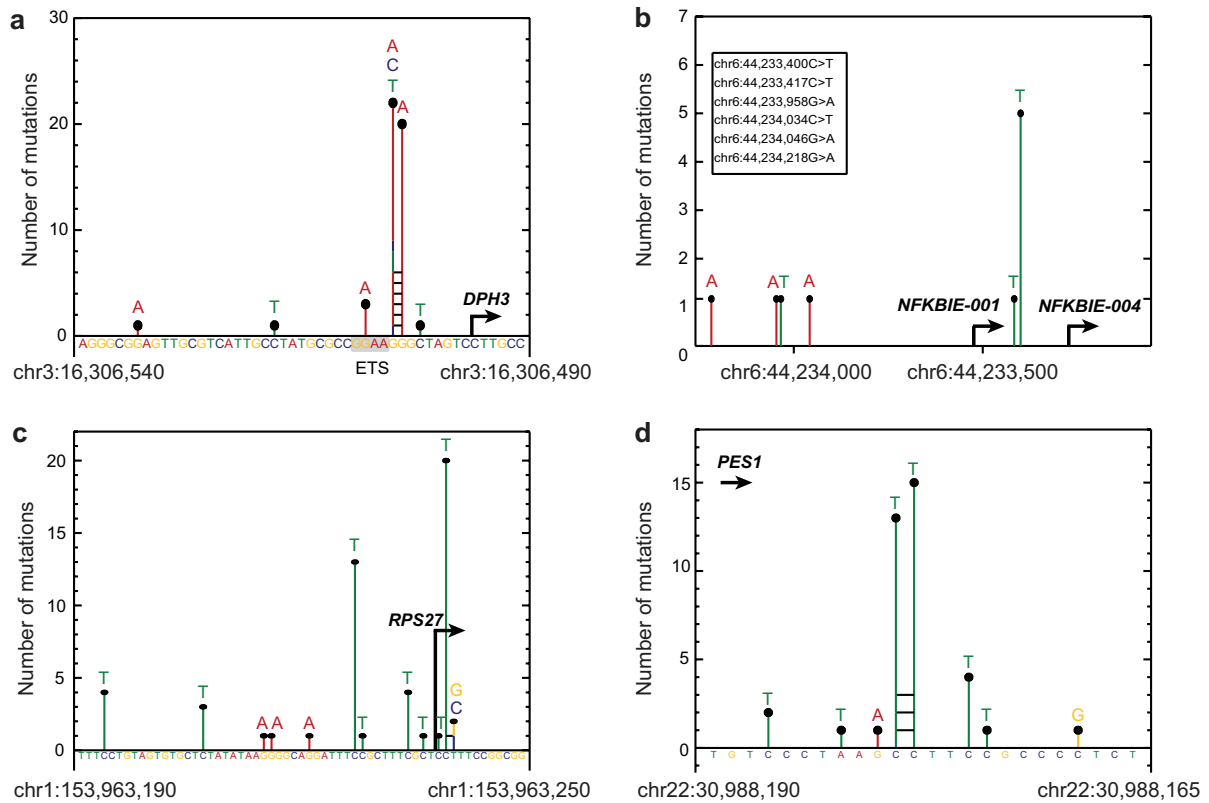 a
Number of mutations
30
20
10
0
A
T
A
A
C
T
A
T
DPH3
AGGGCGGAGTTGCGTCATTGCCTATGCGCCGGAAGGGCTAGTCCTTGCC
ETS
chr3:16,306,540
chr3:16,306,490
b
Number of mutations
7
6
5
4
3
2
1
0
chr6:44,233,400C>T
chr6:44,233,417C>T
chr6:44,233,958G>A
chr6:44,234,034C>T
chr6:44,234,046G>A
chr6:44,234,218G>A
A
A
T
A
T
T
NFKBIE-001
NFKBIE-004
chr6:44,234,000
chr6:44,233,500
c
Number of mutations
20
15
10
5
0
T
T
A
A
A
T
T
T
T
T
T
G
C
RPS27
TTTCCTGTAGTGTGCTCTATATAAGGGGCAGGATTTCCGCTTTCGCTCCTTTCCGGCGG
chr1:153,963,190
chr1:153,963,250
d
Number of mutations
15
10
5
0
PES1
T
T
A
T
T
T
T
G
T G T C C C T A A G C C T T C C G C C C C T C T
chr22:30,988,190
chr22:30,988,165